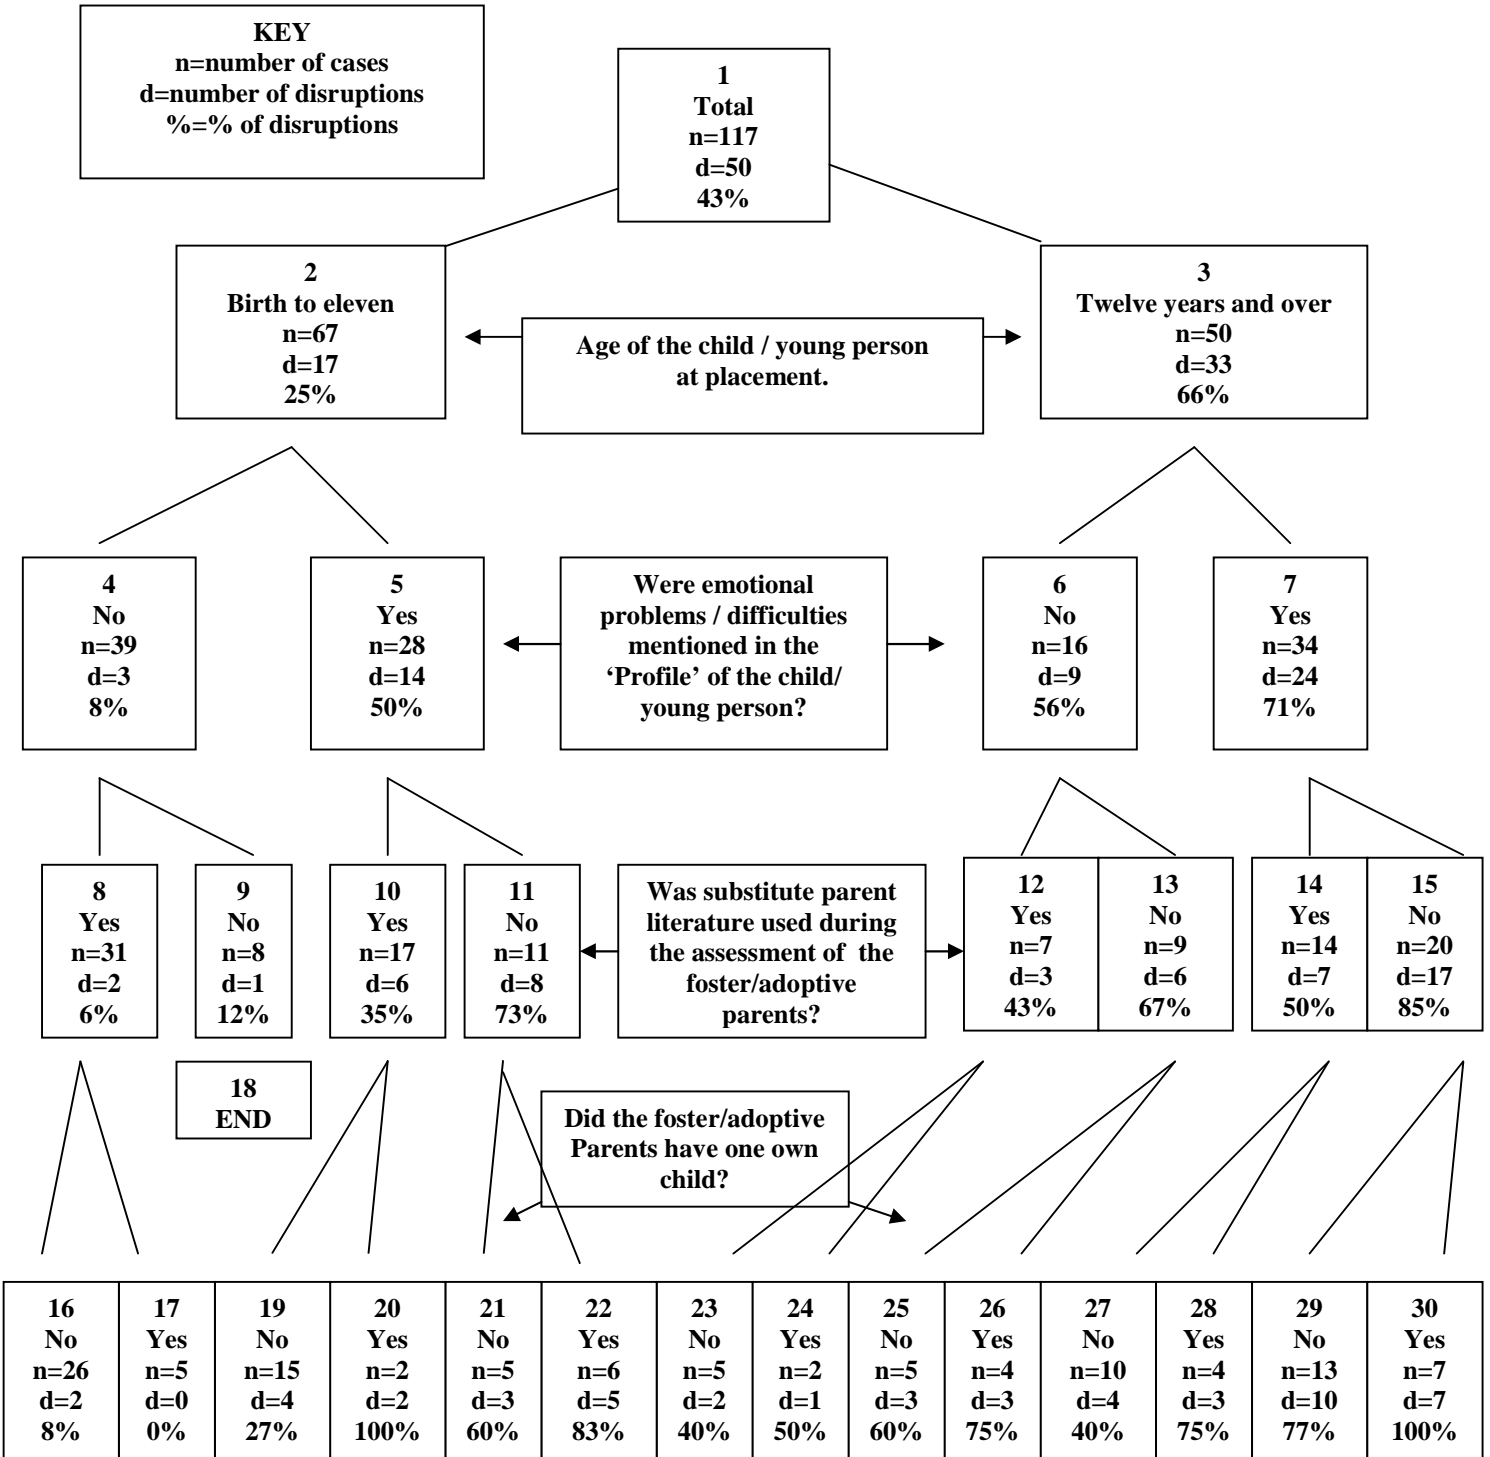 KEY
n=number of cases
d=number of disruptions
%=% of disruptions
1
Total
n=117
d=50
43%
2
Birth to eleven
n=67
d=17
25%
Age of the child / young person
at placement.
3
Twelve years and over
n=50
d=33
66%
4
No
n=39
d=3
8%
5
Yes
n=28
d=14
50%
Were emotional
problems / difficulties
mentioned in the
‘Profile’ of the child/
young person?
6
No
n=16
d=9
56%
7
Yes
n=34
d=24
71%
8
Yes
n=31
d=2
6%
9
No
n=8
d=1
12%
10
Yes
n=17
d=6
35%
11
No
n=11
d=8
73%
Was substitute parent
literature used during
the assessment of the
foster/adoptive
parents?
12
Yes
n=7
d=3
43%
13
No
n=9
d=6
67%
14
Yes
n=14
d=7
50%
15
No
n=20
d=17
85%
18
END
Did the foster/adoptive
Parents have one own
child?
16
No
n=26
d=2
8%
17
Yes
n=5
d=0
0%
19
No
n=15
d=4
27%
20
Yes
n=2
d=2
100%
21
No
n=5
d=3
60%
22
Yes
n=6
d=5
83%
23
No
n=5
d=2
40%
24
Yes
n=2
d=1
50%
25
No
n=5
d=3
60%
26
Yes
n=4
d=3
75%
27
No
n=10
d=4
40%
28
Yes
n=4
d=3
75%
29
No
n=13
d=10
77%
30
Yes
n=7
d=7
100%